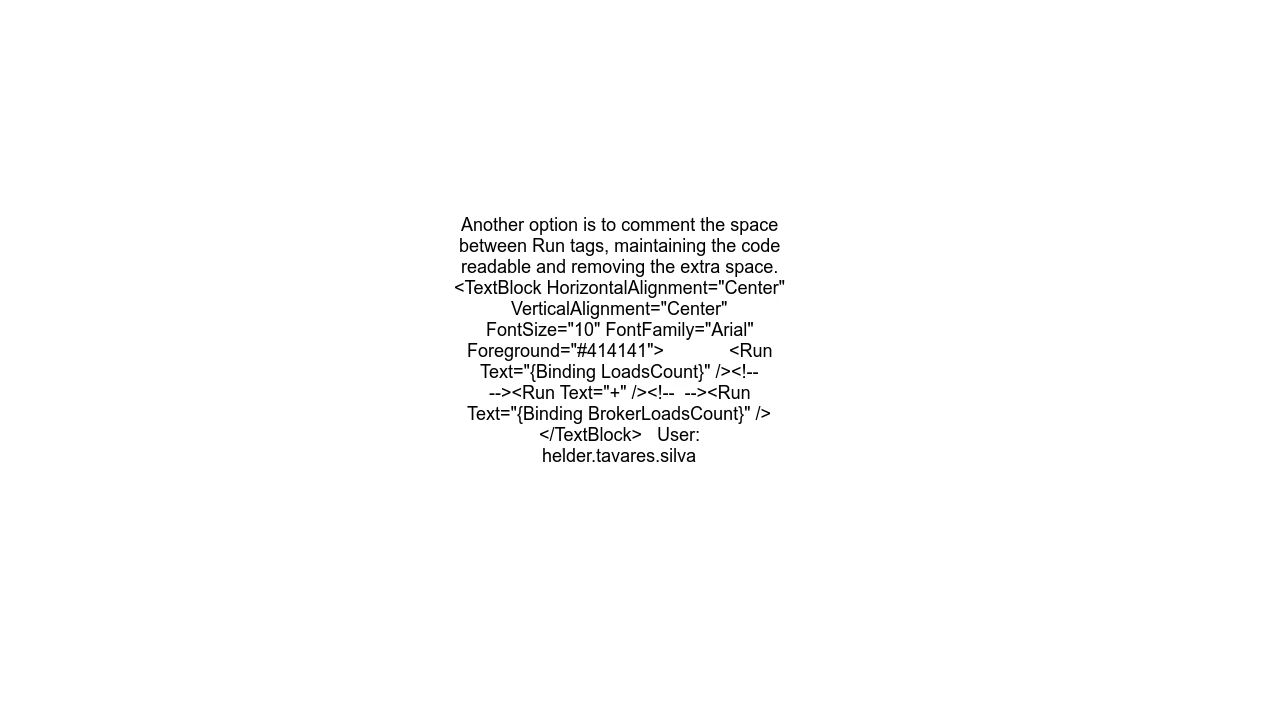 Another option is to comment the space
between Run tags, maintaining the code
readable and removing the extra space.
<TextBlock HorizontalAlignment="Center"
VerticalAlignment="Center"
FontSize="10" FontFamily="Arial"
Foreground="#414141">             <Run
Text="{Binding LoadsCount}" /><!--
--><Run Text="+" /><!--  --><Run
Text="{Binding BrokerLoadsCount}" />
</TextBlock>   User:
helder.tavares.silva